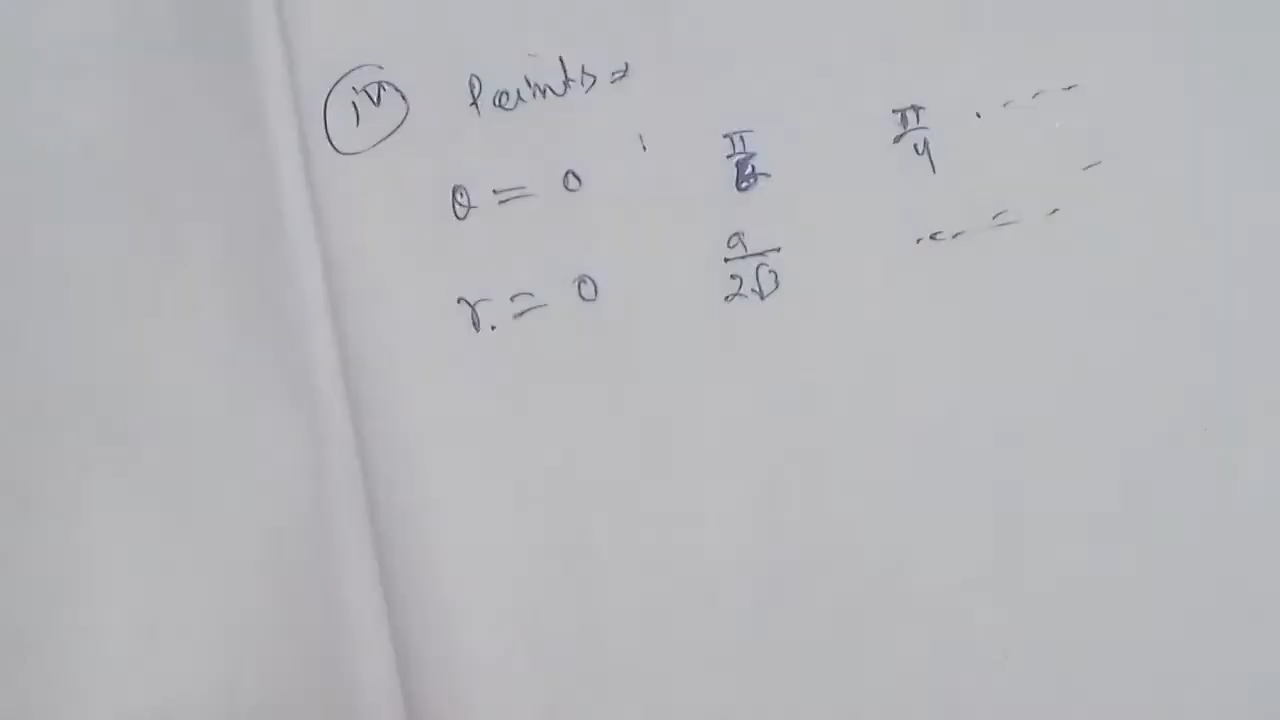 iv Points ⇒
θ = 0 , π/6 π/4 . - - - -
r. = 0 a/2√3 - - - - -